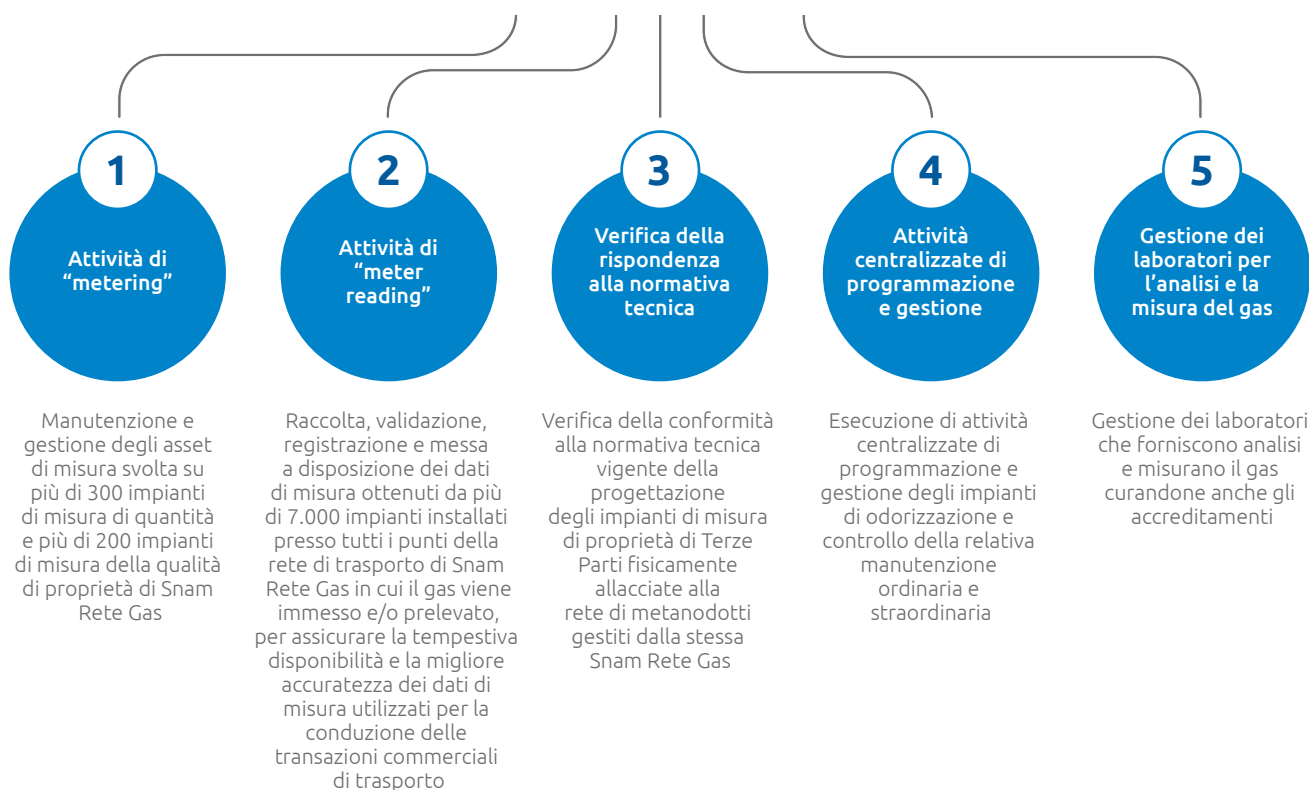 1
Attività di
“metering”
Manutenzione e
gestione degli asset
di misura svolta su
più di 300 impianti
di misura di quantità
e più di 200 impianti
di misura della qualità
di proprietà di Snam
Rete Gas
2
Attività di
“meter
reading”
Raccolta, validazione,
registrazione e messa
a disposizione dei dati
di misura ottenuti da più
di 7.000 impianti installati
presso tutti i punti della
rete di trasporto di Snam
Rete Gas in cui il gas viene
immesso e/o prelevato,
per assicurare la tempestiva
disponibilità e la migliore
accuratezza dei dati di
misura utilizzati per la
conduzione delle
transazioni commerciali
di trasporto
3
Verifica della
rispondenza
alla normativa
tecnica
Verifica della conformità
alla normativa tecnica
vigente della
progettazione
degli impianti di misura
di proprietà di Terze
Parti fisicamente
allacciate alla
rete di metanodotti
gestiti dalla stessa
Snam Rete Gas
4
Attività
centralizzate di
programmazione
e gestione
Esecuzione di attività
centralizzate di
programmazione e
gestione degli impianti
di odorizzazione e
controllo della relativa
manutenzione
ordinaria e
straordinaria
5
Gestione dei
laboratori per
l’analisi e la
misura del gas
Gestione dei laboratori
che forniscono analisi
e misurano il gas
curandone anche gli
accreditamenti